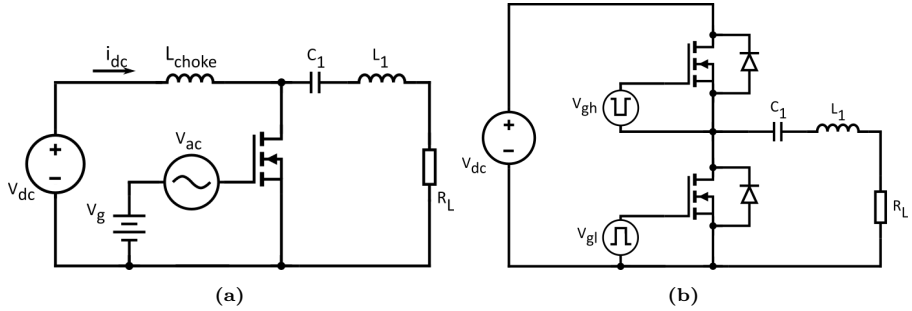 i_dc
L_choke
C_1
L_1
V_ac
V_dc
+
−
V_g
R_L
(a)
V_gh
C_1
L_1
V_dc
+
−
V_gl
R_L
(b)